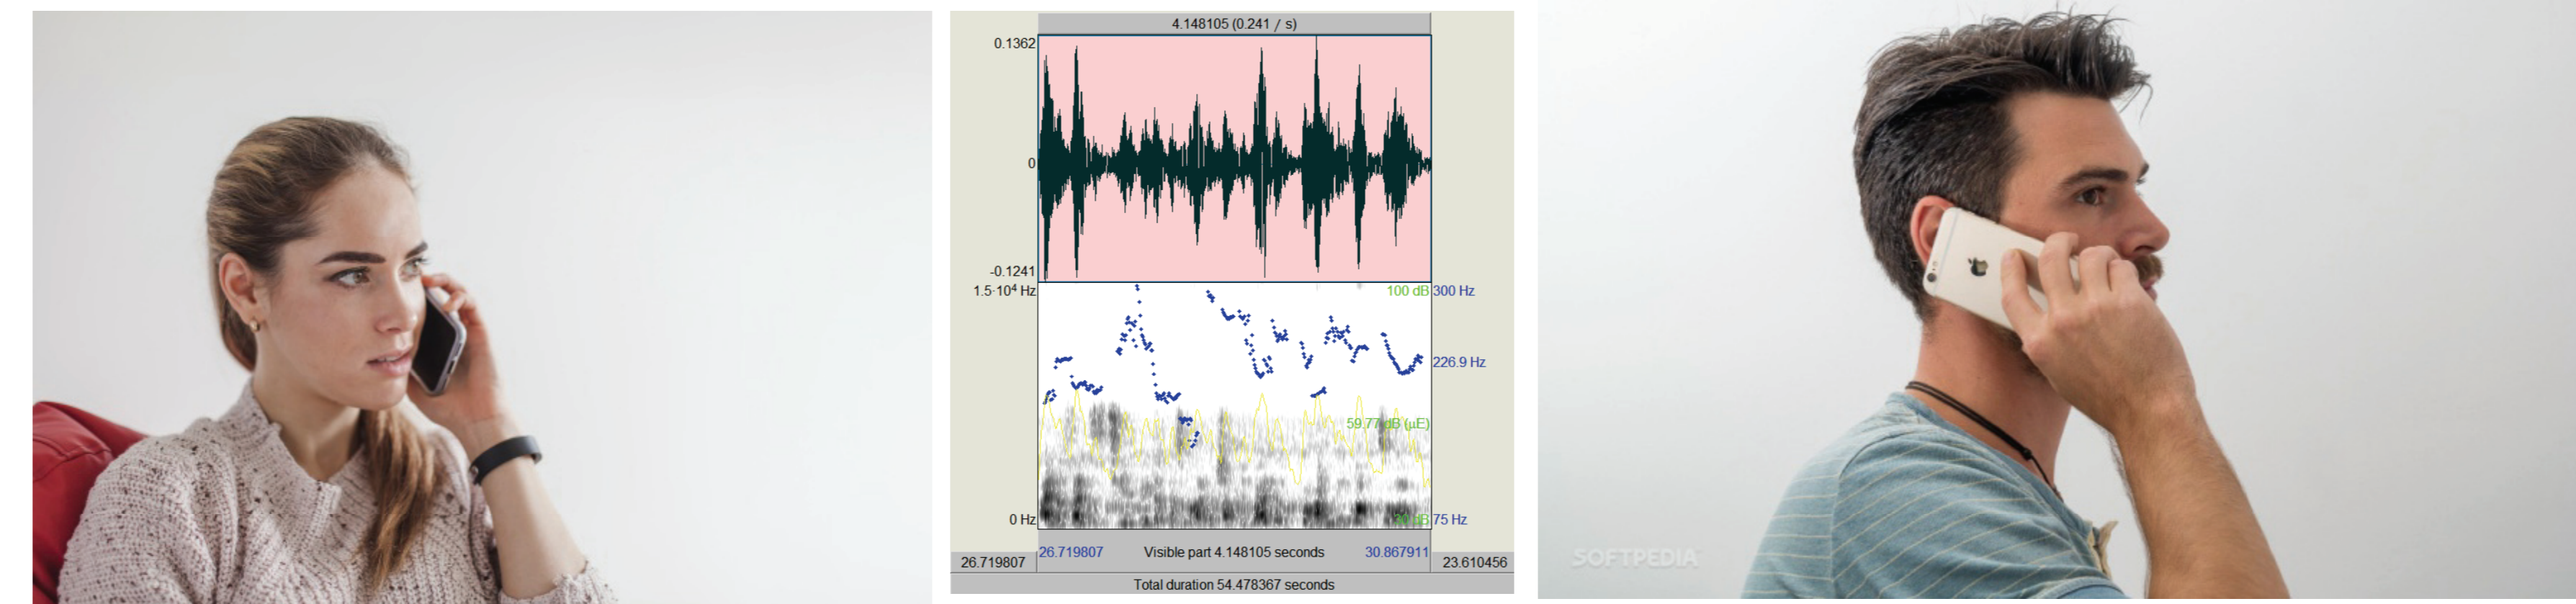 4.148105 (0.241 / s)
0.1362
0
-0.1241
1.5·10⁴ Hz
100 dB 300 Hz
226.9 Hz
59.77 dB (µE)
0 Hz
75 Hz
26.719807 Visible part 4.148105 seconds 30.867911
26.719807 23.610456
Total duration 54.478367 seconds
SOFTPEDIA